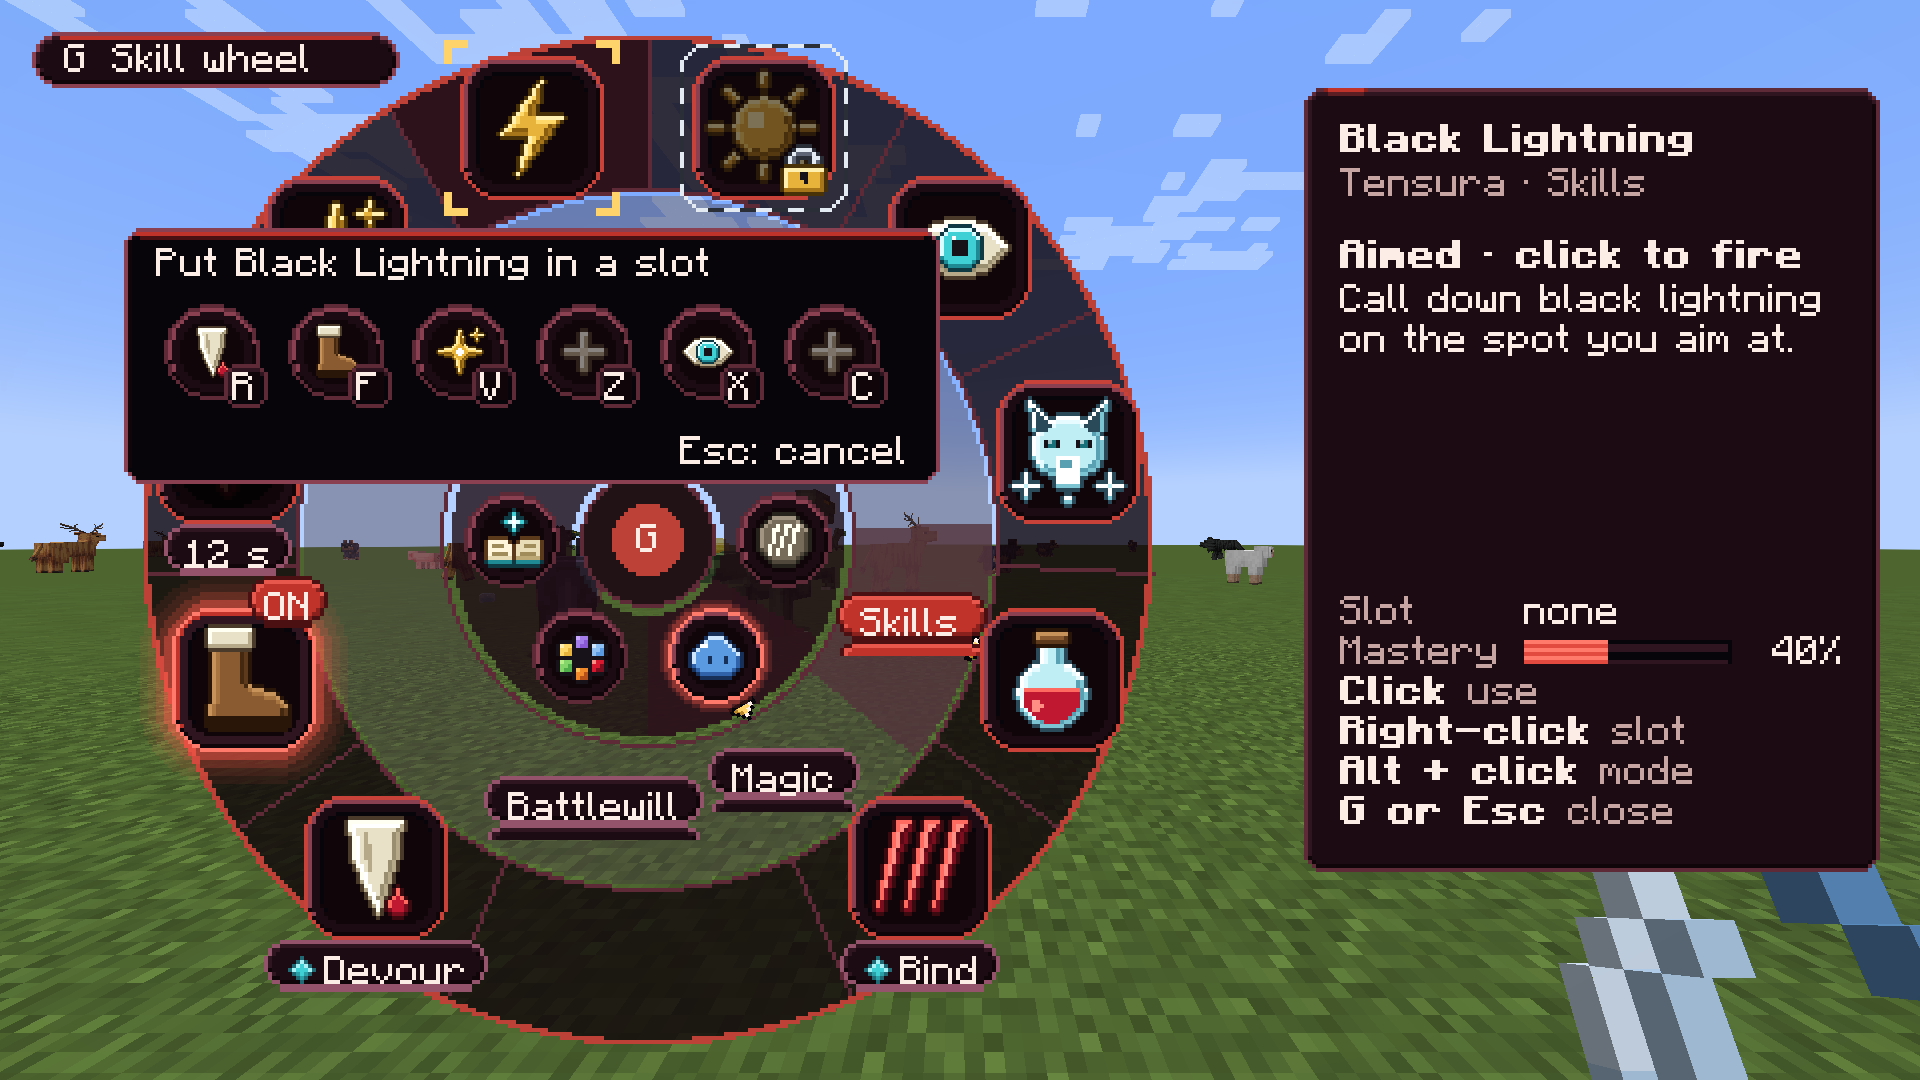 G Skill wheel
Put Black Lightning in a slot
R F V Z X C
Esc: cancel
12 s
ON
G
Skills
Magic
Battlewill
Devour
Bind
Black Lightning
Tensura · Skills
Aimed · click to fire
Call down black lightning
on the spot you aim at.
Slot none
Mastery 40%
Click use
Right-click slot
Alt + click mode
G or Esc close